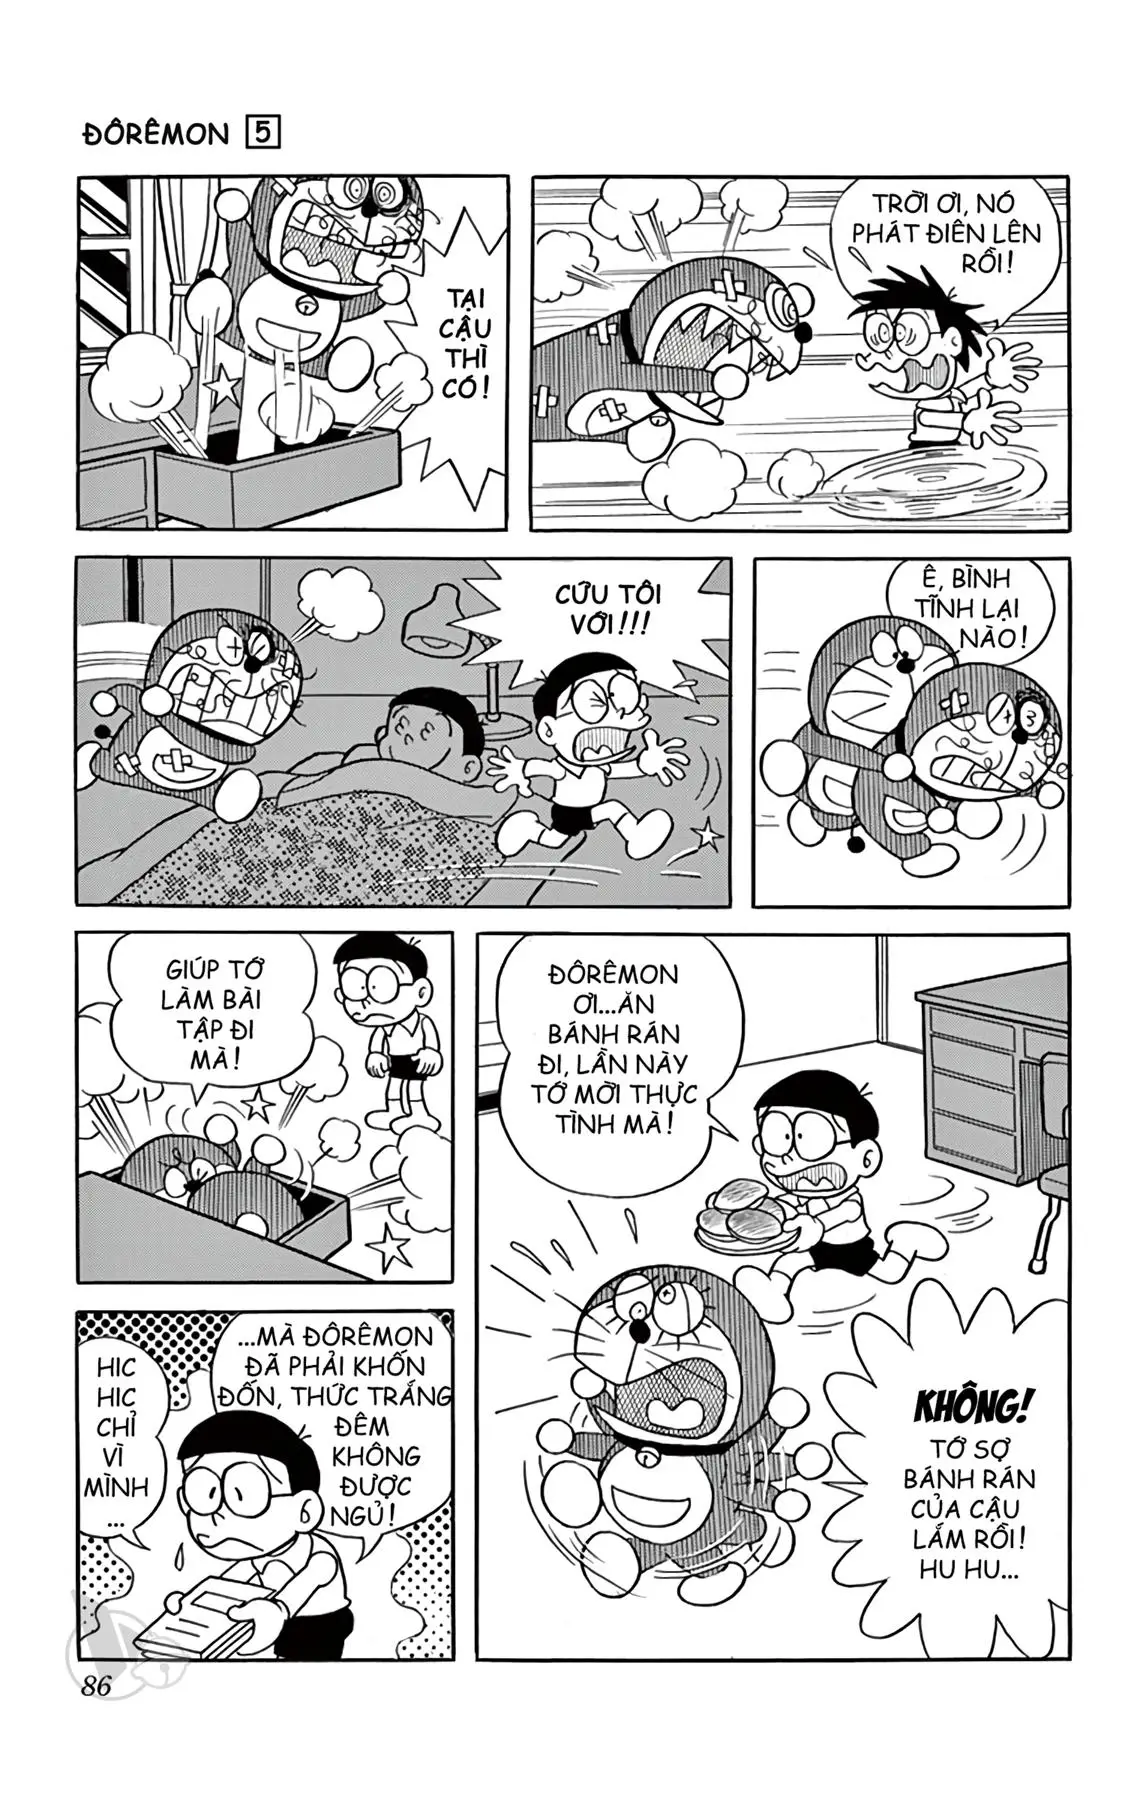 ĐÔRÊMON 5
TẠI
CẬU
THÌ
CÓ!
TRỜI ƠI, NÓ
PHÁT ĐIÊN LÊN
RỒI!
CỨU TÔI
VỚI!!!
Ê, BÌNH
TĨNH LẠI
NÀO!
GIÚP TỚ
LÀM BÀI
TẬP ĐI
MÀ!
ĐÔRÊMON
ƠI...ĂN
BÁNH RÁN
ĐI, LẦN NÀY
TỚ MỜI THỰC
TÌNH MÀ!
KHÔNG!
TỚ SỢ
BÁNH RÁN
CỦA CẬU
LẮM RỒI!
HU HU...
HIC
HIC
CHỈ
VÌ
MÌNH
...
...MÀ ĐÔRÊMON
ĐÃ PHẢI KHỐN
ĐỐN, THỨC TRẮNG
ĐÊM
KHÔNG
ĐƯỢC
NGỦ!
86